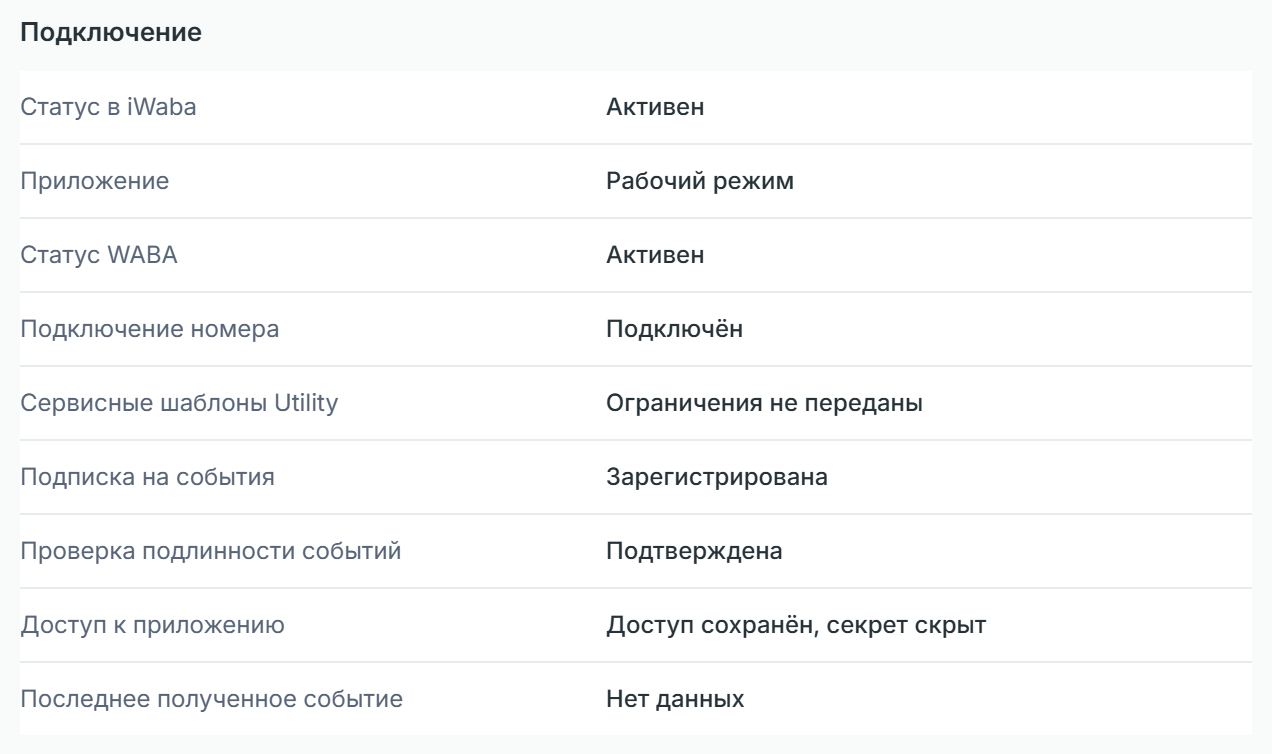 Подключение
Статус в iWaba Активен
Приложение Рабочий режим
Статус WABA Активен
Подключение номера Подключён
Сервисные шаблоны Utility Ограничения не переданы
Подписка на события Зарегистрирована
Проверка подлинности событий Подтверждена
Доступ к приложению Доступ сохранён, секрет скрыт
Последнее полученное событие Нет данных